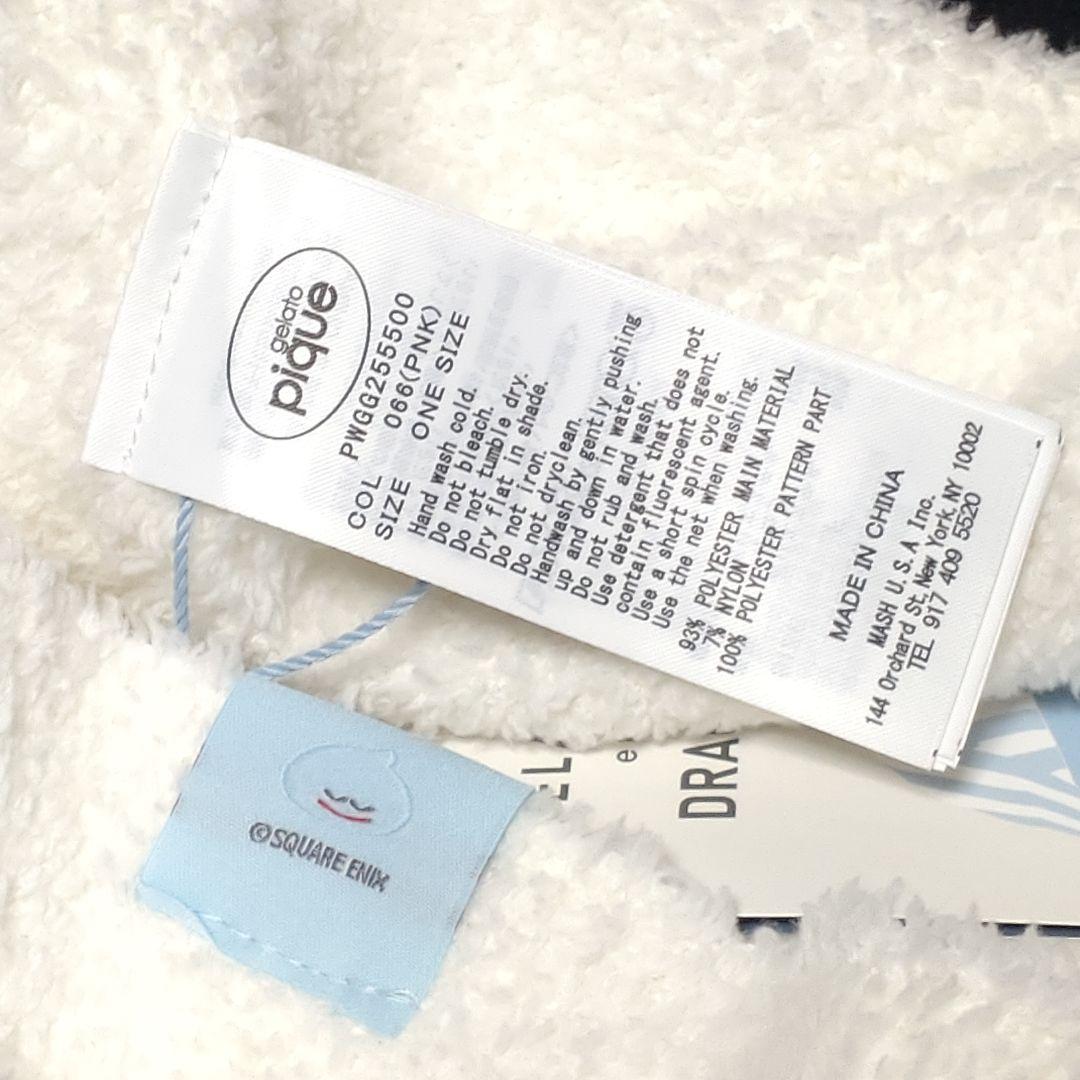 gelato
pique
PWGG255500
COL 066(PNK)
SIZE ONE SIZE
Hand wash cold.
Do not bleach.
Do not tumble dry.
Dry flat in shade.
Do not iron.
Do not dryclean.
Handwash by gently pushing
up and down in water.
Do not rub and wash.
Use detergent that does not
contain fluorescent agent.
Use a short spin cycle.
Use the net when washing.
93% POLYESTER MAIN MATERIAL
7% NYLON
100% POLYESTER PATTERN PART
MADE IN CHINA
MASH U.S.A Inc.
144 Orchard St,New York,NY 10002
TEL 917 409 5520
©SQUARE ENIX
EL
e
DRA